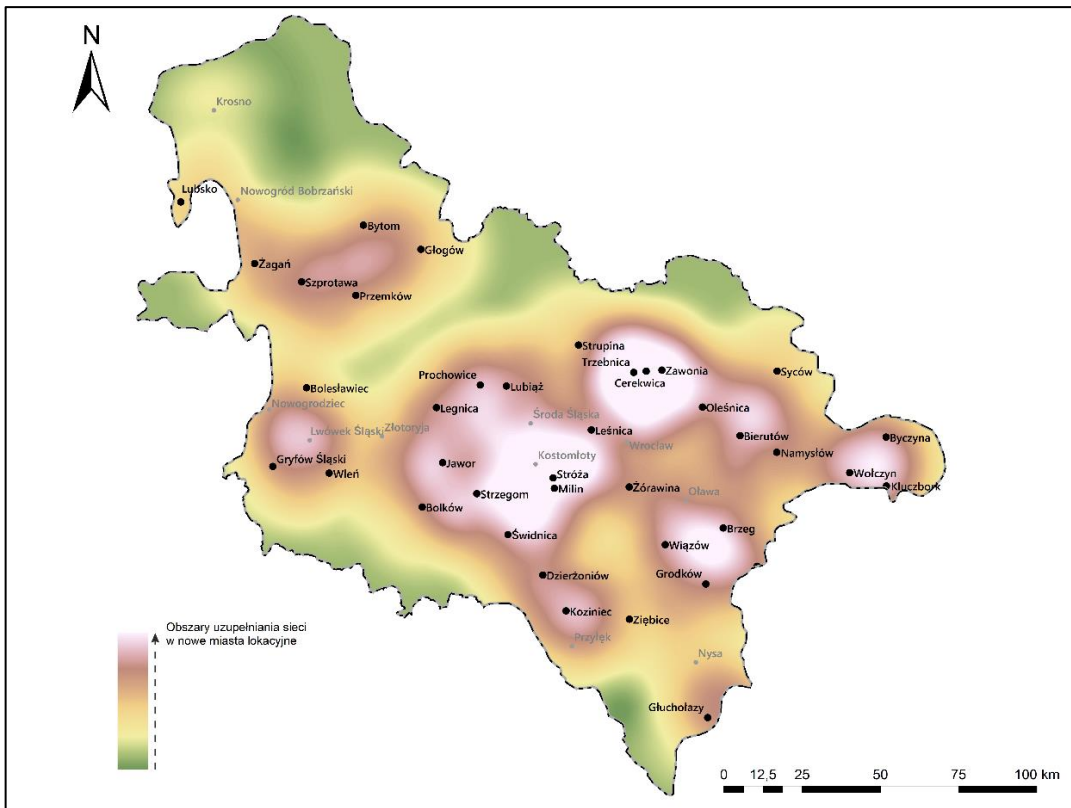 N
Krosno
Lubsko
Nowogród Bobrzański
Bytom
Głogów
Żagań
Szprotawa
Przemków
Strupina
Trzebnica
Zawonia
Cerekwica
Syców
Prochowice
Lubiąż
Bolesławiec
Nowogrodziec
Legnica
Oleśnica
Środa Śląska
Leśnica
Lwówek Śląski
Złotoryja
Wrocław
Bierutów
Byczyna
Namysłów
Gryfów Śląski
Wleń
Jawor
Kostomłoty
Stróża
Milin
Strzegom
Żórawina
Oława
Wołczyn
Kluczbork
Bolków
Świdnica
Brzeg
Wiązów
Dzierżoniów
Grodków
Koziniec
Ziębice
Przyłęk
Nysa
Głuchołazy
Obszary uzupełniania sieci
w nowe miasta lokacyjne
0 12,5 25 50 75 100 km